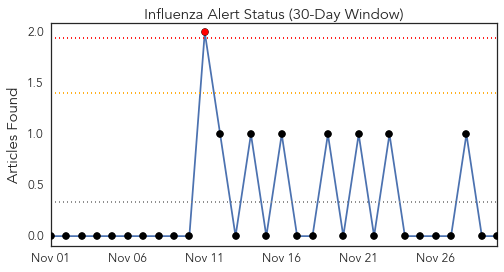 Influenza Alert Status (30-Day Window)
Articles Found
2.0
1.5
1.0
0.5
0.0
Nov 01 Nov 06 Nov 11 Nov 16 Nov 21 Nov 26